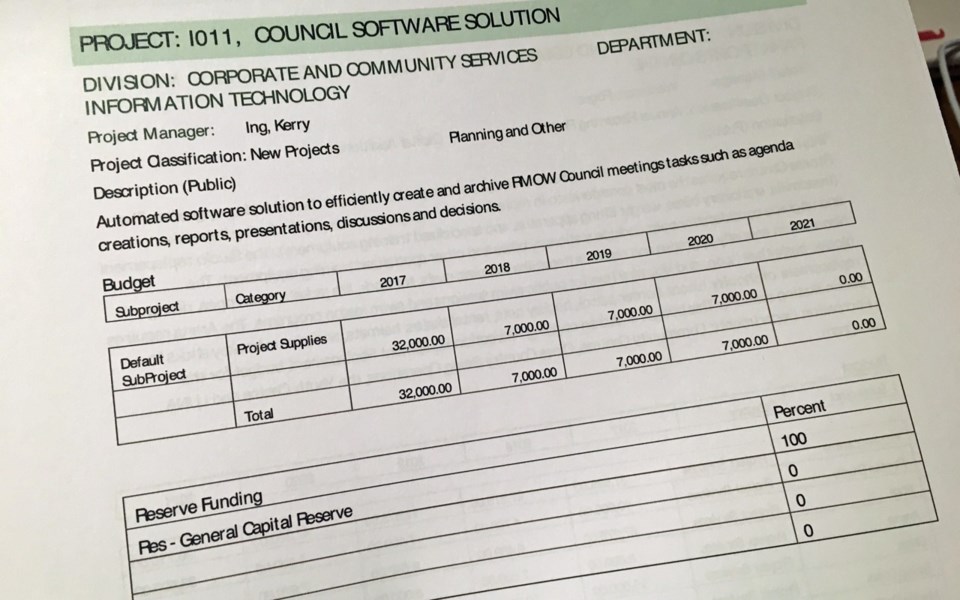 PROJECT: I011, COUNCIL SOFTWARE SOLUTION
DIVISION: CORPORATE AND COMMUNITY SERVICES DEPARTMENT:
INFORMATION TECHNOLOGY
Project Manager: Ing, Kerry
Project Classification: New Projects Planning and Other
Description (Public)
Automated software solution to efficiently create and archive RMOW Council meetings tasks such as agenda
creations, reports, presentations, discussions and decisions.
Budget
Subproject Category 2017 2018 2019 2020 2021
Default Project Supplies 32,000.00 7,000.00 7,000.00 7,000.00 0.00
SubProject
Total 32,000.00 7,000.00 7,000.00 7,000.00 0.00
Reserve Funding Percent
Res - General Capital Reserve 100
0
0
0